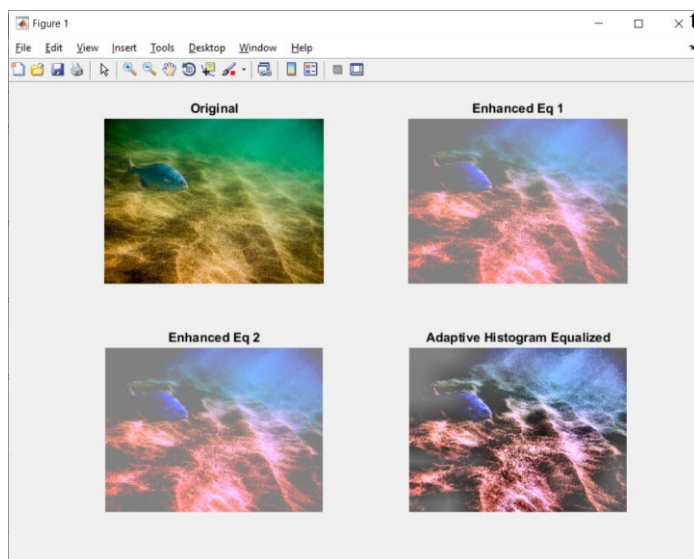 Figure 1
File Edit View Insert Tools Desktop Window Help
Original
Enhanced Eq 1
Enhanced Eq 2
Adaptive Histogram Equalized